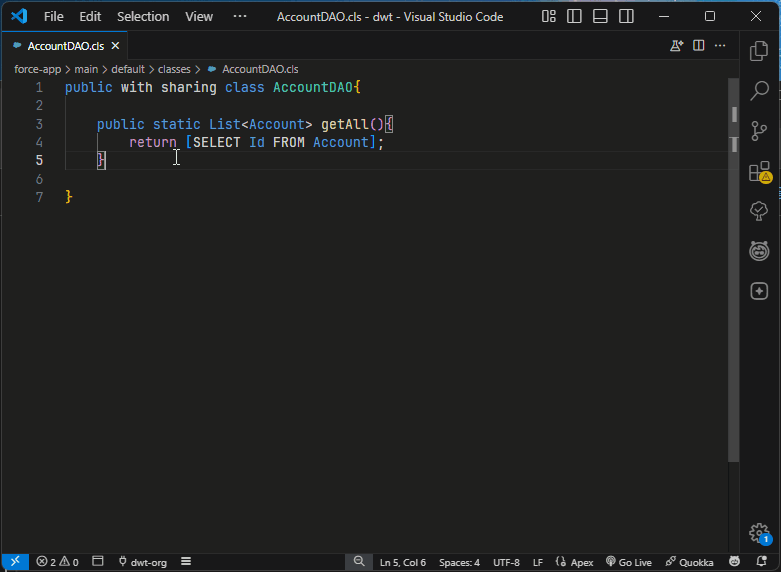 File Edit Selection View ··· AccountDAO.cls - dwt - Visual Studio Code
AccountDAO.cls
force-app > main > default > classes > AccountDAO.cls
1 public with sharing class AccountDAO{
2
3 public static List<Account> getAll(){
4 return [SELECT Id FROM Account];
5 }
6
7 }
1
2 0 dwt-org Ln 5, Col 6 Spaces: 4 UTF-8 LF Apex Go Live Quokka